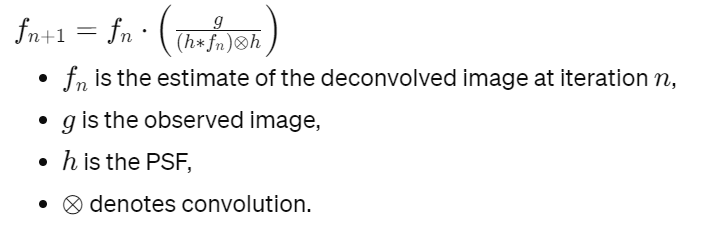 f_{n+1} = f_n · ( g / ((h*f_n)⊗h) )
• f_n is the estimate of the deconvolved image at iteration n,
• g is the observed image,
• h is the PSF,
• ⊗ denotes convolution.